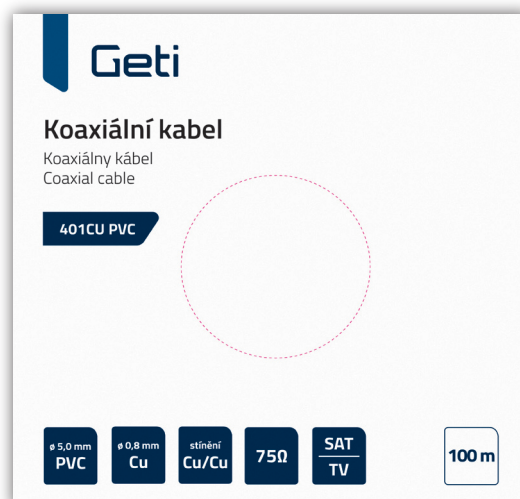 Geti
Koaxiální kabel
Koaxiálny kábel
Coaxial cable
401CU PVC
ø 5,0 mm
PVC
ø 0,8 mm
Cu
stínění
Cu/Cu
75Ω
SAT
TV
100 m